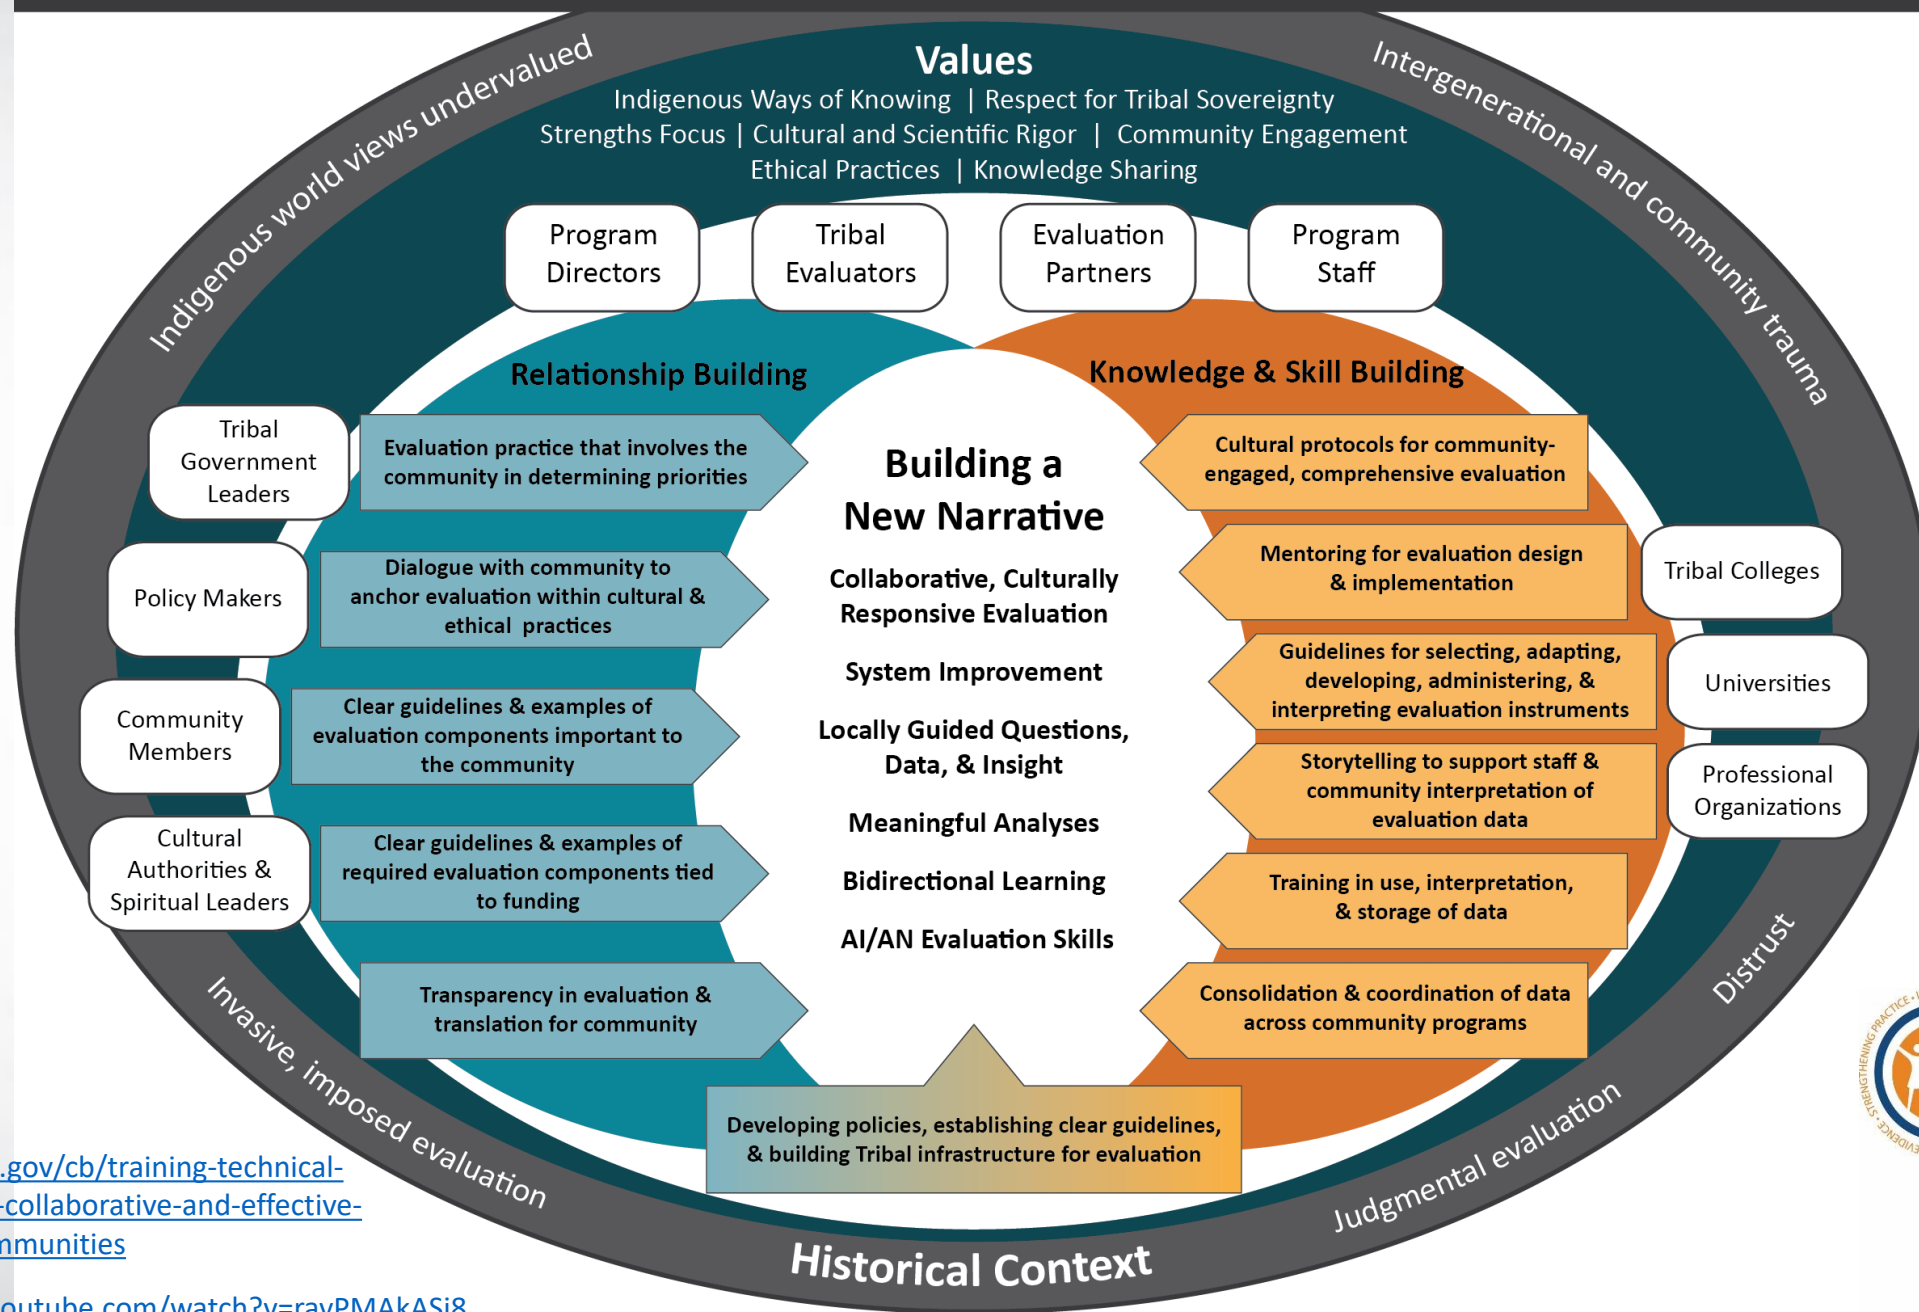 Indigenous world views undervalued
Intergenerational and community trauma
Values
Indigenous Ways of Knowing | Respect for Tribal Sovereignty
Strengths Focus | Cultural and Scientific Rigor | Community Engagement
Ethical Practices | Knowledge Sharing
Program
Directors
Tribal
Evaluators
Evaluation
Partners
Program
Staff
Relationship Building
Knowledge & Skill Building
Tribal
Government
Leaders
Policy Makers
Community
Members
Cultural
Authorities &
Spiritual Leaders
Evaluation practice that involves the
community in determining priorities
Dialogue with community to
anchor evaluation within cultural &
ethical practices
Clear guidelines & examples of
evaluation components important to
the community
Clear guidelines & examples of
required evaluation components tied
to funding
Transparency in evaluation &
translation for community
Building a
New Narrative
Collaborative, Culturally
Responsive Evaluation
System Improvement
Locally Guided Questions,
Data, & Insight
Meaningful Analyses
Bidirectional Learning
AI/AN Evaluation Skills
Cultural protocols for community-
engaged, comprehensive evaluation
Mentoring for evaluation design
& implementation
Guidelines for selecting, adapting,
developing, administering, &
interpreting evaluation instruments
Storytelling to support staff &
community interpretation of
evaluation data
Training in use, interpretation,
& storage of data
Consolidation & coordination of data
across community programs
Tribal Colleges
Universities
Professional
Organizations
Developing policies, establishing clear guidelines,
& building Tribal infrastructure for evaluation
Invasive, imposed evaluation
Historical Context
Judgmental evaluation
Distrust
STRENGTHENING PRACTICE
EVIDENCE
.gov/cb/training-technical-
-collaborative-and-effective-
mmunities
outube.com/watch?v=rayPMAkASi8